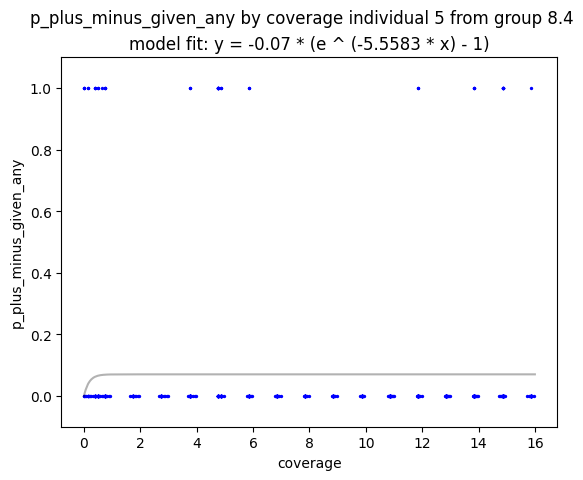 p_plus_minus_given_any by coverage individual 5 from group 8.4
model fit: y = -0.07 * (e ^ (-5.5583 * x) - 1)
1.0
0.8
0.6
0.4
0.2
0.0
p_plus_minus_given_any
0 2 4 6 8 10 12 14 16
coverage